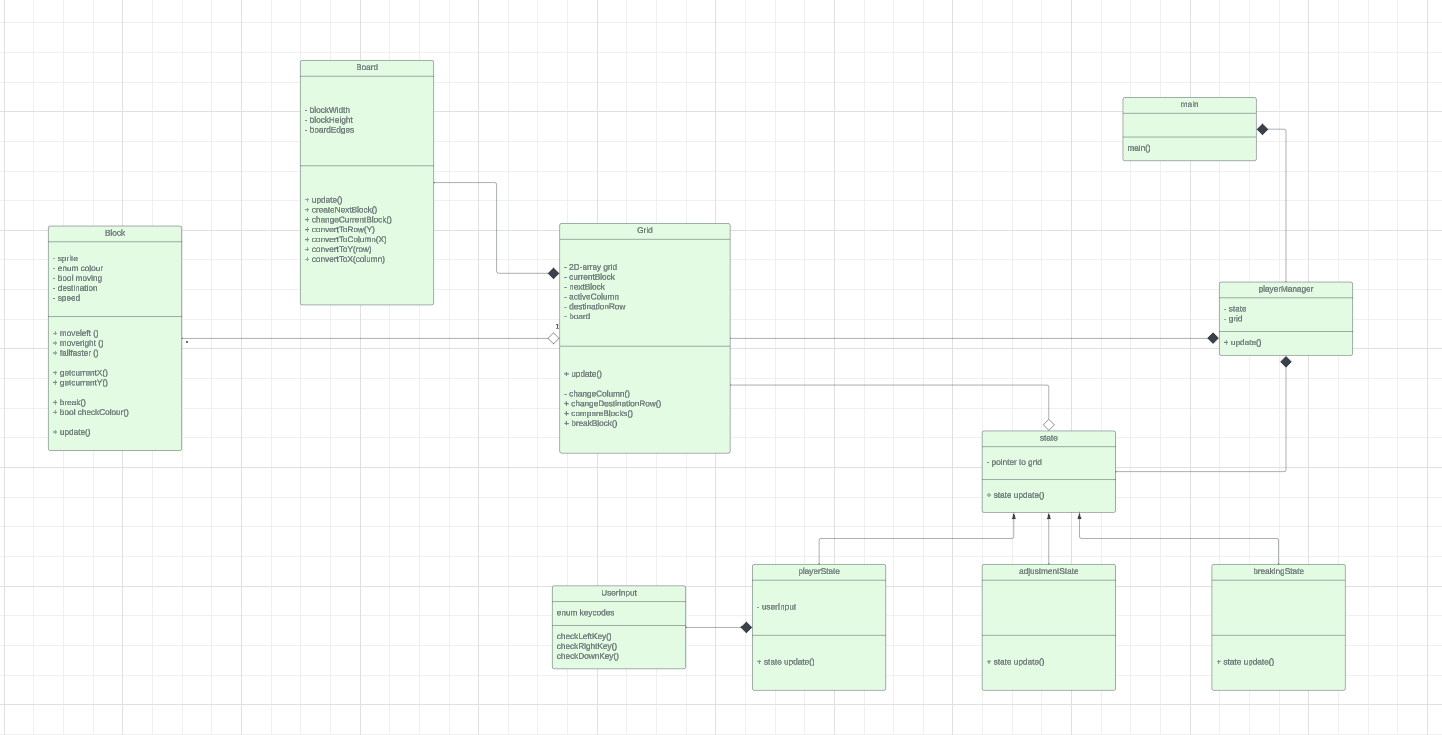 Board
- blockWidth
- blockHeight
- boardEdges
+ update()
+ createNextBlock()
+ changeCurrentBlock()
+ convertToRow(Y)
+ convertToColumn(X)
+ convertToY(row)
+ convertToX(column)
main
main()
Block
- sprite
- enum colour
- bool moving
- destination
- speed
+ moveleft ()
+ moveright ()
+ fallfaster ()
+ getcurrentX()
+ getcurrentY()
+ break()
+ bool checkColour()
+ update()
*
1
Grid
- 2D-array grid
- currentBlock
- nextBlock
- activeColumn
- destinationRow
- board
+ update()
- changeColumn()
+ changeDestinationRow()
+ compareBlocks()
+ breakBlock()
playerManager
- state
- grid
+ update()
state
- pointer to grid
+ state update()
UserInput
enum keycodes
checkLeftKey()
checkRightKey()
checkDownKey()
playerState
- userInput
+ state update()
adjustmentState
+ state update()
breakingState
+ state update()